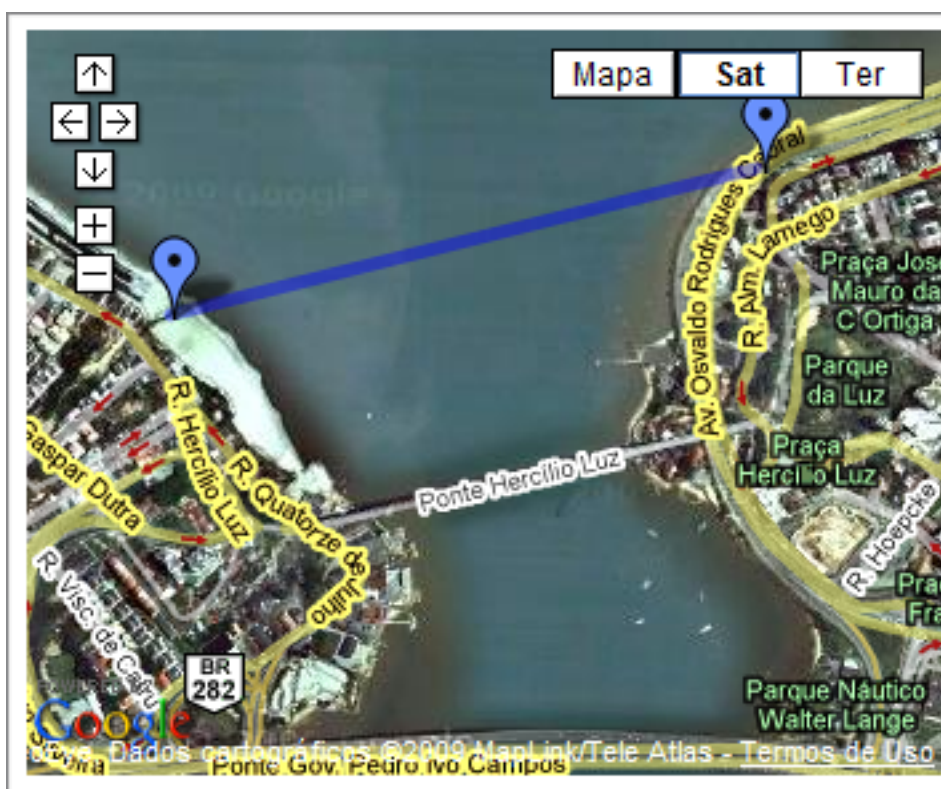 Mapa
Sat
Ter
2009 Google
Av. Osvaldo Rodrigues Cabral
R. Alm. Lamego
Praça José
Mauro da
C Ortiga
Parque
da Luz
Praça
Hercílio Luz
Ponte Hercílio Luz
R. Hercílio Luz
R. Quatorze de Julho
Gaspar Dutra
R. Visc. de Cairu
R. Hoepcke
BR
282
Parque Náutico
Walter Lange
Google
Dados cartográficos ©2009 MapLink/Tele Atlas - Termos de Uso
Ponte Gov. Pedro Ivo Campos